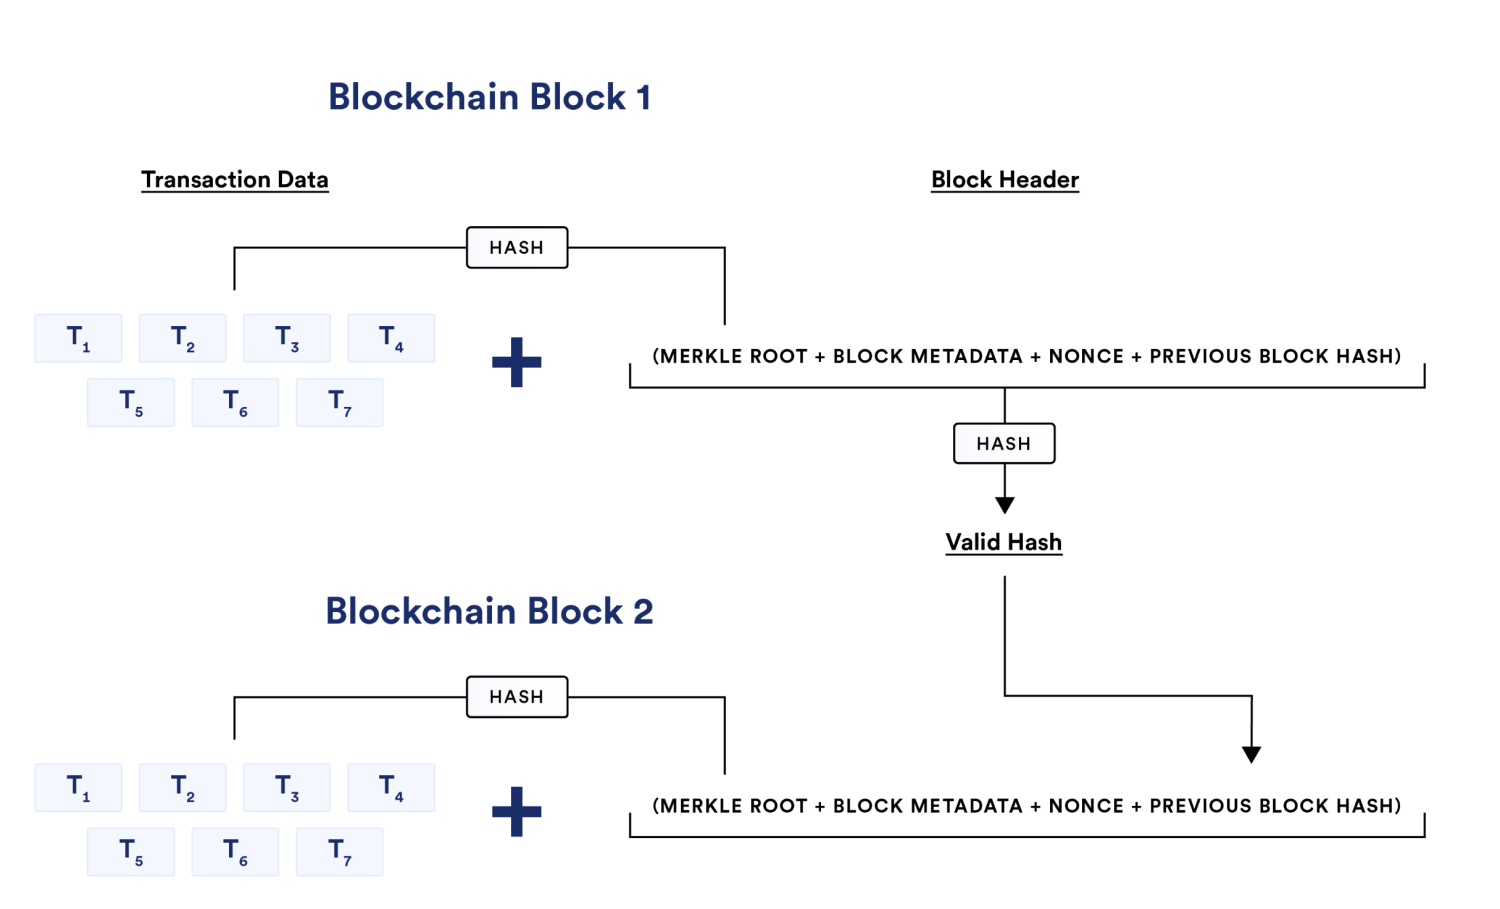 Blockchain Block 1
Transaction Data
Block Header
HASH
T1 T2 T3 T4
T5 T6 T7
+
(MERKLE ROOT + BLOCK METADATA + NONCE + PREVIOUS BLOCK HASH)
HASH
Valid Hash
Blockchain Block 2
HASH
T1 T2 T3 T4
T5 T6 T7
+
(MERKLE ROOT + BLOCK METADATA + NONCE + PREVIOUS BLOCK HASH)